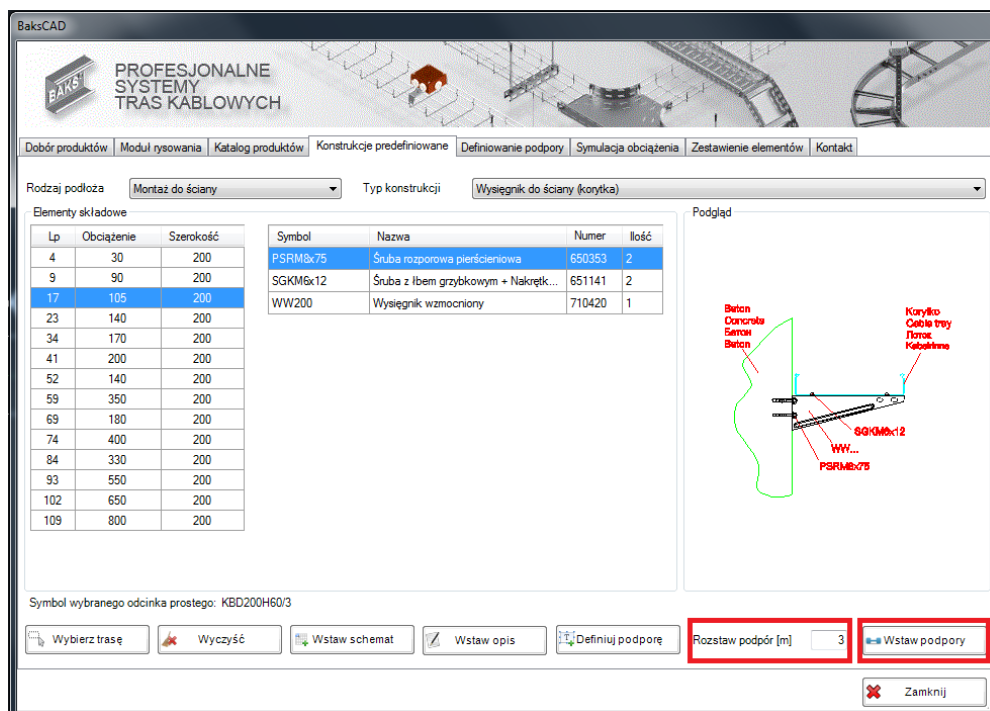 BaksCAD
BAKS
PROFESJONALNE
SYSTEMY
TRAS KABLOWYCH
Dobór produktów Moduł rysowania Katalog produktów Konstrukcje predefiniowane Definiowanie podpory Symulacja obciążenia Zestawienie elementów Kontakt
Rodzaj podłoża Montaż do ściany Typ konstrukcji Wysięgnik do ściany (korytka)
Elementy składowe Podgląd
Lp Obciążenie Szerokość Symbol Nazwa Numer Ilość
4 30 200 PSRM8x75 Śruba rozporowa pierścieniowa 650353 2
9 90 200 SGKM6x12 Śruba z łbem grzybkowym + Nakrętk... 651141 2
17 105 200 WW200 Wysięgnik wzmocniony 710420 1
23 140 200
34 170 200
41 200 200
52 140 200
59 350 200
69 180 200
74 400 200
84 330 200
93 550 200
102 650 200
109 800 200
Beton
Concrete
Бетон
Beton
Korytko
Cable tray
Лоток
Kabelrinne
SGKM6x12
WW...
PSRM8x75
Symbol wybranego odcinka prostego: KBD200H60/3
Wybierz trasę Wyczyść Wstaw schemat Wstaw opis Definiuj podporę Rozstaw podpór [m] 3 Wstaw podpory
Zamknij